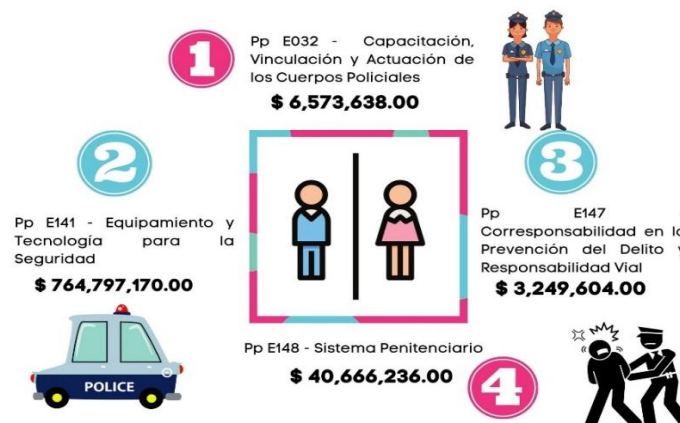 1
Pp E032 - Capacitación,
Vinculación y Actuación de
los Cuerpos Policiales
$ 6,573,638.00
2
Pp E141 - Equipamiento y
Tecnología para la
Seguridad
$ 764,797,170.00
POLICE
3
Pp E147
Corresponsabilidad en la
Prevención del Delito y
Responsabilidad Vial
$ 3,249,604.00
Pp E148 - Sistema Penitenciario
$ 40,666,236.00
4